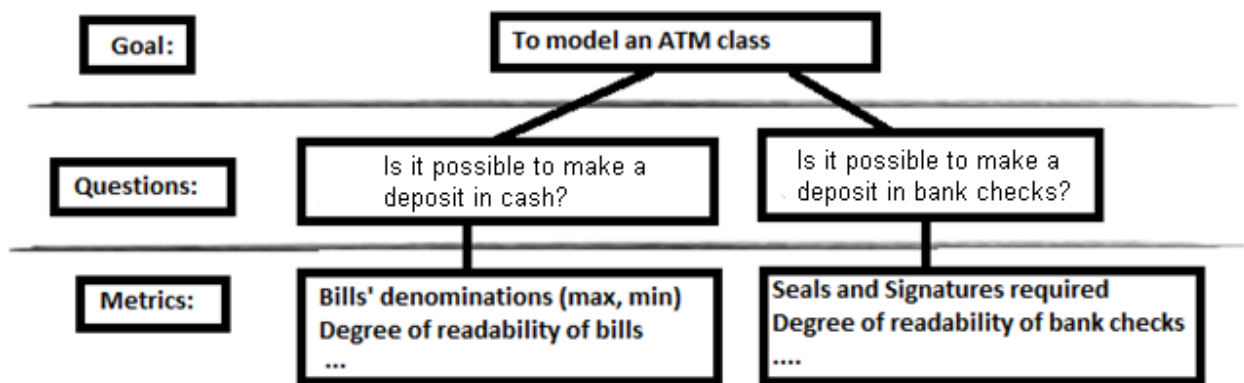 Goal:
To model an ATM class
Questions:
Is it possible to make a
deposit in cash?
Is it possible to make a
deposit in bank checks?
Metrics:
Bills' denominations (max, min)
Degree of readability of bills
...
Seals and Signatures required
Degree of readability of bank checks
....